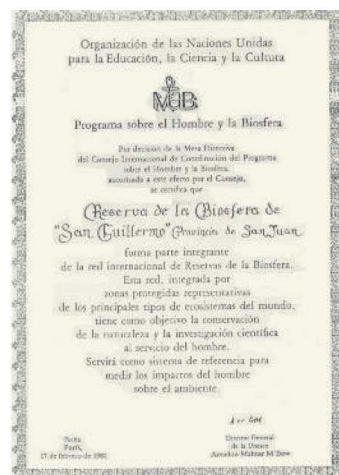 Organización de las Naciones Unidas
para la Educación, la Ciencia y la Cultura
MaB
Programa sobre el Hombre y la Biosfera
Por decisión de la Mesa Directiva
del Consejo Internacional de Coordinación del Programa
sobre el Hombre y la Biosfera,
autorizada a este efecto por el Consejo,
se certifica que
Reserva de la Biosfera de
"San Guillermo" Provincia de San Juan
forma parte integrante
de la red internacional de Reservas de la Biosfera.
Esta red, integrada por
zonas protegidas representativas
de los principales tipos de ecosistemas del mundo,
tiene como objetivo la conservación
de la naturaleza y la investigación científica
al servicio del hombre.
Servirá como sistema de referencia para
medir los impactos del hombre
sobre el ambiente.
Fecha
París,
17 de febrero de
Director General
de la Unesco
Amadou-Mahtar M'Bow